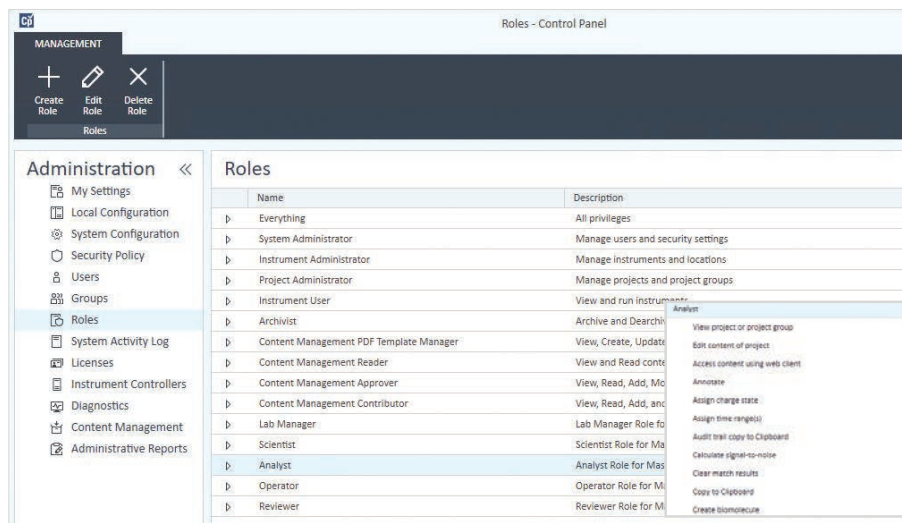 Cp
Roles - Control Panel
MANAGEMENT
Create Role
Edit Role
Delete Role
Roles
Administration «
My Settings
Local Configuration
System Configuration
Security Policy
Users
Groups
Roles
System Activity Log
Licenses
Instrument Controllers
Diagnostics
Content Management
Administrative Reports
Roles
Name Description
Everything All privileges
System Administrator Manage users and security settings
Instrument Administrator Manage instruments and locations
Project Administrator Manage projects and project groups
Instrument User View and run instruments
Archivist Archive and Dearchiv
Content Management PDF Template Manager View, Create, Update
Content Management Reader View and Read conte
Content Management Approver View, Read, Add, Mo
Content Management Contributor View, Read, Add, and
Lab Manager Lab Manager Role fo
Scientist Scientist Role for Ma
Analyst Analyst Role for Mas
Operator Operator Role for M
Reviewer Reviewer Role for M
Analyst
View project or project group
Edit content of project
Access content using web client
Annotate
Assign charge state
Assign time range(s)
Audit trail copy to Clipboard
Calculate signal-to-noise
Clear match results
Copy to Clipboard
Create biomolecule